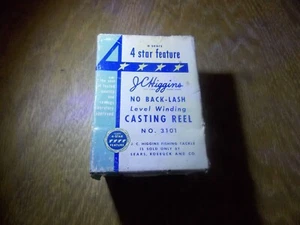 4 star feature
J.C. Higgins
NO BACK-LASH
Level Winding
CASTING REEL
NO. 3101
J. C. HIGGINS FISHING TACKLE
IS SOLD ONLY BY
SEARS, ROEBUCK AND CO.